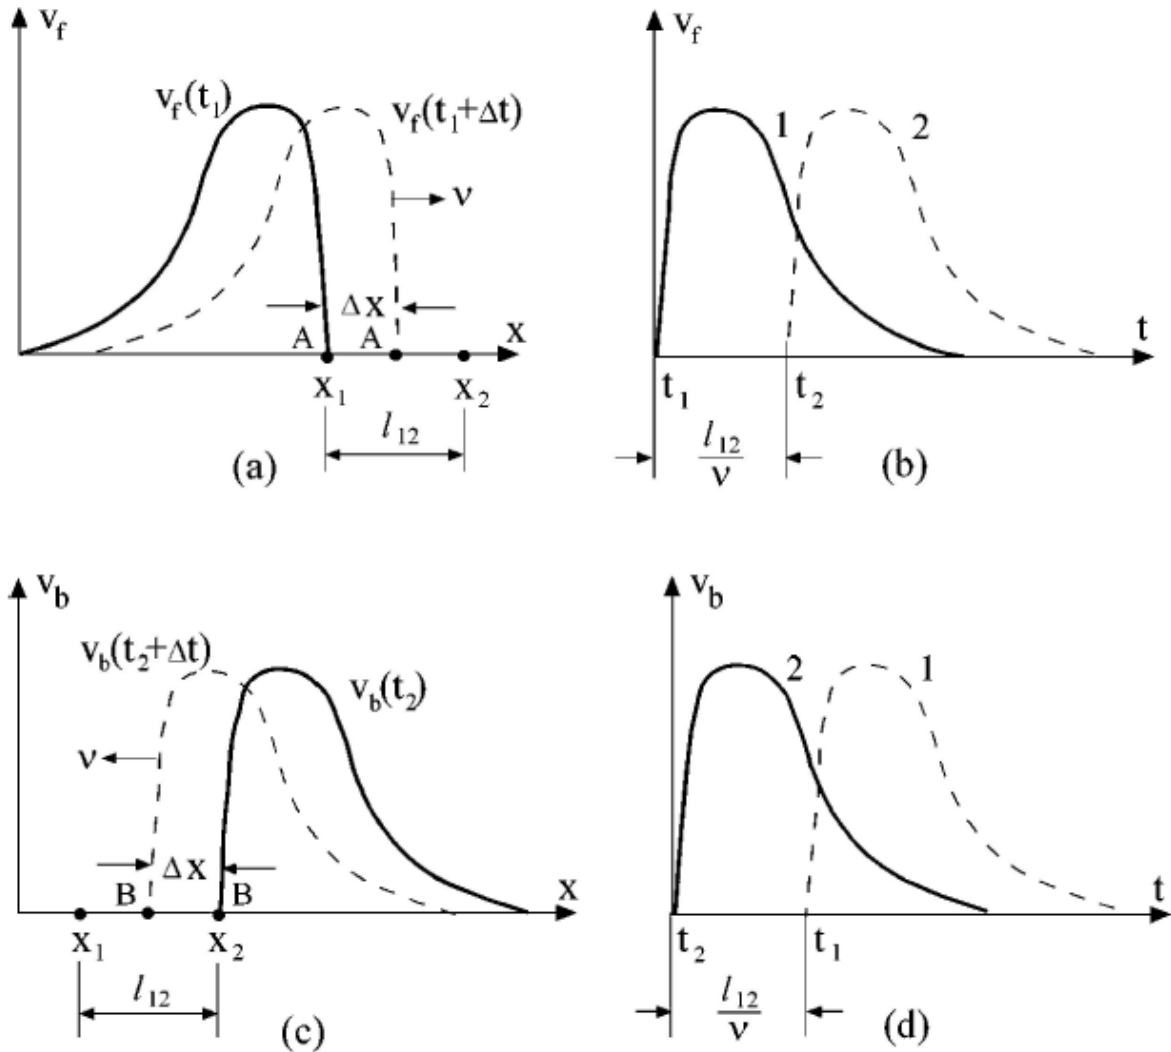 v_f
v_f(t_1)
v_f(t_1+Δt)
ν
Δx
A A x
x_1 x_2
l_12
(a)
v_f
1 2
t
t_1 t_2
l_12
ν
(b)
v_b
v_b(t_2+Δt)
v_b(t_2)
ν
Δx
B B x
x_1 x_2
l_12
(c)
v_b
2 1
t
t_2 t_1
l_12
ν
(d)